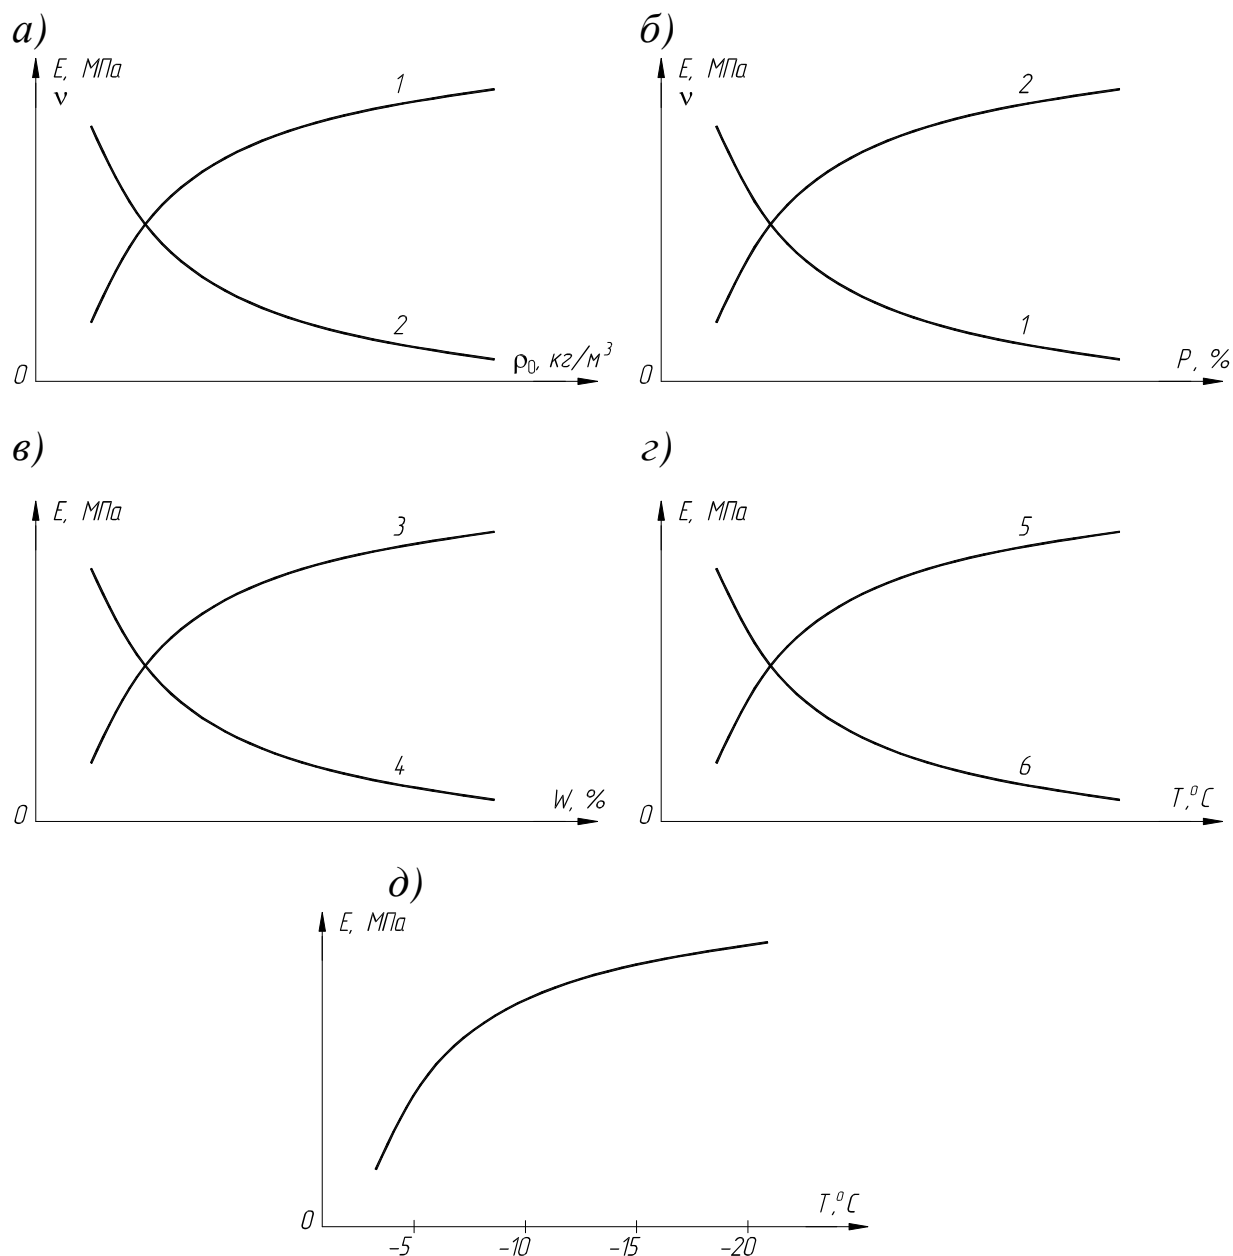 а)
E, МПа
ν
1
2
0
ρ₀, кг/м³
б)
E, МПа
ν
2
1
0
P, %
в)
E, МПа
3
4
0
W, %
г)
E, МПа
5
6
0
T,°C
д)
E, МПа
0
T,°C
-5 -10 -15 -20